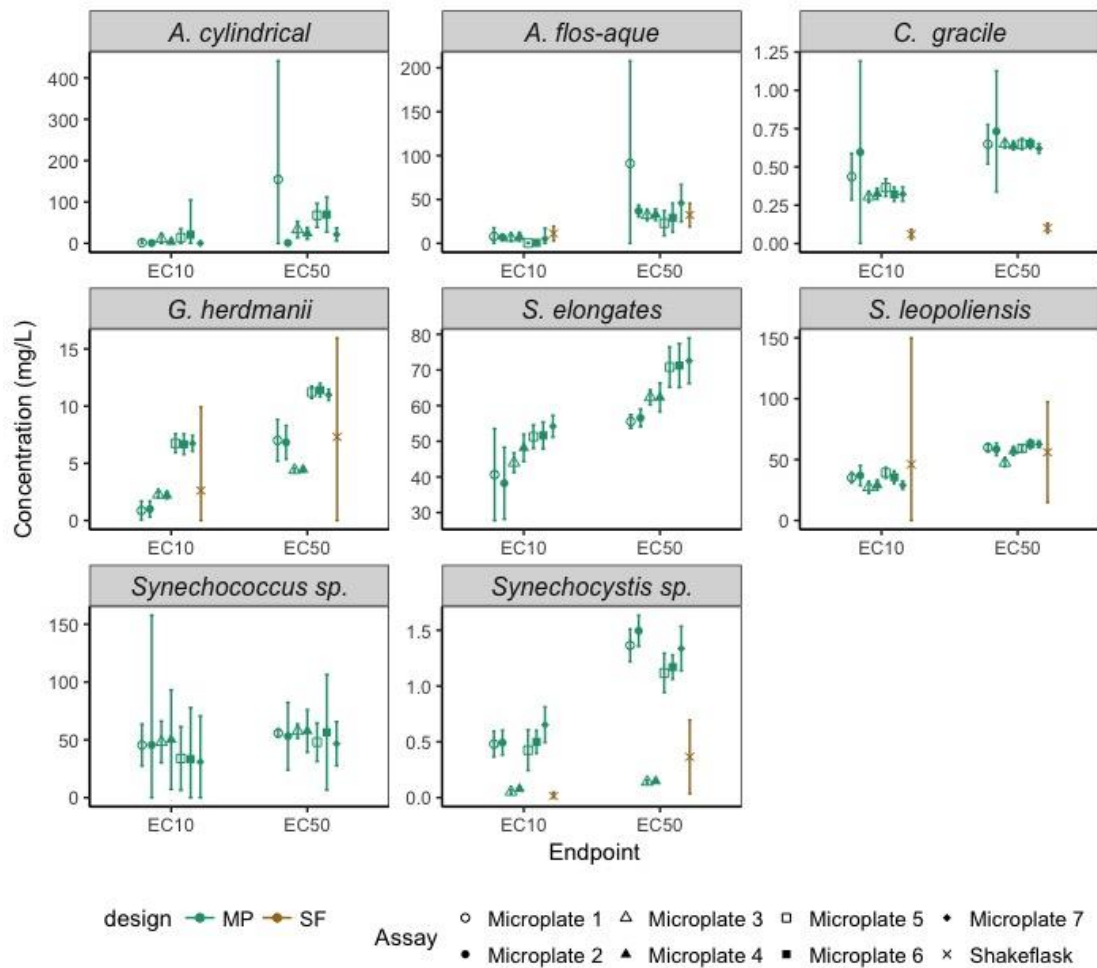 A. cylindrical
A. flos-aque
C. gracile
400
300
200
100
0
EC10
EC50
200
150
100
50
0
EC10
EC50
1.25
1.00
0.75
0.50
0.25
0.00
EC10
EC50
Concentration (mg/L)
G. herdmanii
S. elongates
S. leopoliensis
15
10
5
0
EC10
EC50
80
70
60
50
40
30
EC10
EC50
150
100
50
0
EC10
EC50
Synechococcus sp.
Synechocystis sp.
150
100
50
0
EC10
EC50
1.5
1.0
0.5
0.0
EC10
EC50
Endpoint
design MP SF
Assay
Microplate 1 Microplate 3 Microplate 5 Microplate 7
Microplate 2 Microplate 4 Microplate 6 Shakeflask